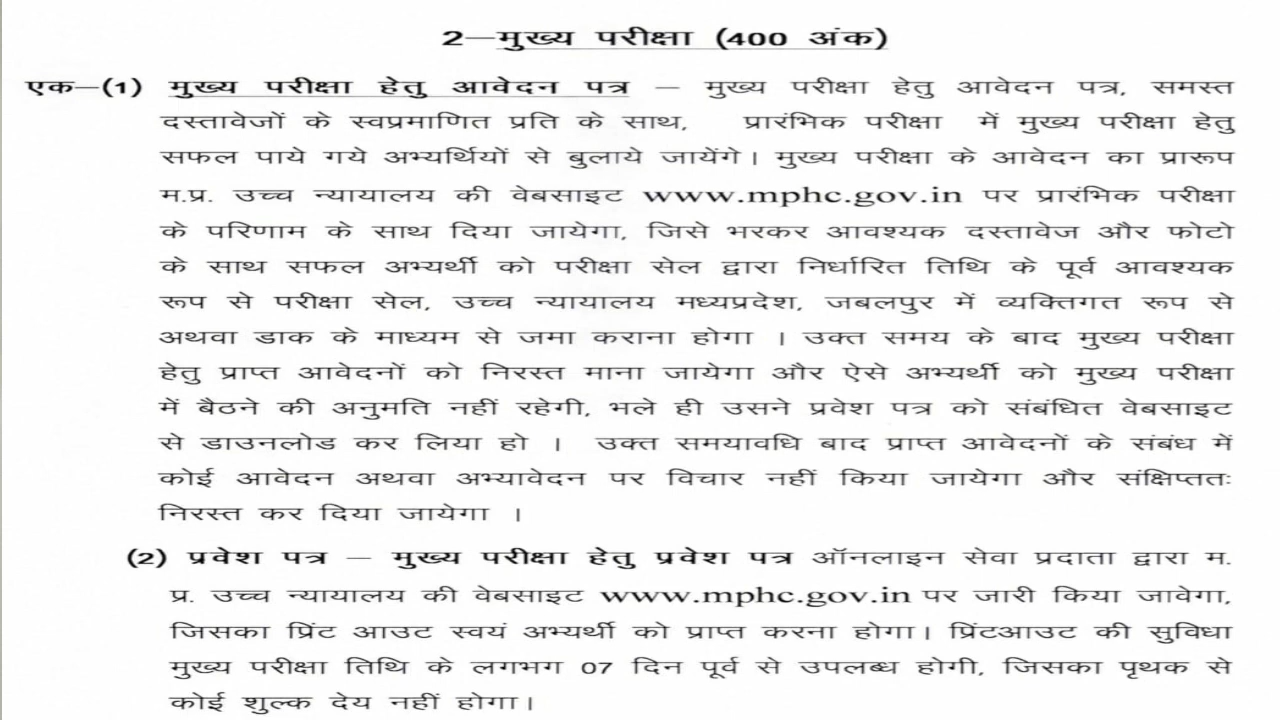 2–मुख्य परीक्षा (400 अंक)
एक–(1) मुख्य परीक्षा हेतु आवेदन पत्र – मुख्य परीक्षा हेतु आवेदन पत्र, समस्त
दस्तावेजों के स्वप्रमाणित प्रति के साथ, प्रारंभिक परीक्षा में मुख्य परीक्षा हेतु
सफल पाये गये अभ्यर्थियों से बुलाये जायेंगे। मुख्य परीक्षा के आवेदन का प्रारूप
म.प्र. उच्च न्यायालय की वेबसाइट www.mphc.gov.in पर प्रारंभिक परीक्षा
के परिणाम के साथ दिया जायेगा, जिसे भरकर आवश्यक दस्तावेज और फोटो
के साथ सफल अभ्यर्थी को परीक्षा सेल द्वारा निर्धारित तिथि के पूर्व आवश्यक
रूप से परीक्षा सेल, उच्च न्यायालय मध्यप्रदेश, जबलपुर में व्यक्तिगत रूप से
अथवा डाक के माध्यम से जमा कराना होगा । उक्त समय के बाद मुख्य परीक्षा
हेतु प्राप्त आवेदनों को निरस्त माना जायेगा और ऐसे अभ्यर्थी को मुख्य परीक्षा
में बैठने की अनुमति नहीं रहेगी, भले ही उसने प्रवेश पत्र को संबंधित वेबसाइट
से डाउनलोड कर लिया हो । उक्त समयावधि बाद प्राप्त आवेदनों के संबंध में
कोई आवेदन अथवा अभ्यावेदन पर विचार नहीं किया जायेगा और संक्षिप्ततः
निरस्त कर दिया जायेगा ।
(2) प्रवेश पत्र – मुख्य परीक्षा हेतु प्रवेश पत्र ऑनलाइन सेवा प्रदाता द्वारा म.
प्र. उच्च न्यायालय की वेबसाइट www.mphc.gov.in पर जारी किया जावेगा,
जिसका प्रिंट आउट स्वयं अभ्यर्थी को प्राप्त करना होगा। प्रिंटआउट की सुविधा
मुख्य परीक्षा तिथि के लगभग 07 दिन पूर्व से उपलब्ध होगी, जिसका पृथक से
कोई शुल्क देय नहीं होगा।